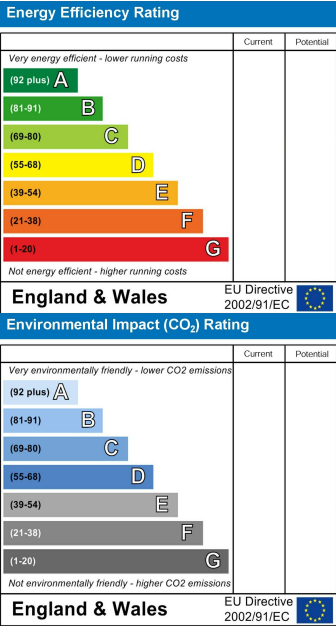 Energy Efficiency Rating
Current Potential
Very energy efficient - lower running costs
(92 plus) A
(81-91) B
(69-80) C
(55-68) D
(39-54) E
(21-38) F
(1-20) G
Not energy efficient - higher running costs
England & Wales
EU Directive
2002/91/EC
Environmental Impact (CO₂) Rating
Current Potential
Very environmentally friendly - lower CO2 emissions
(92 plus) A
(81-91) B
(69-80) C
(55-68) D
(39-54) E
(21-38) F
(1-20) G
Not environmentally friendly - higher CO2 emissions
England & Wales
EU Directive
2002/91/EC